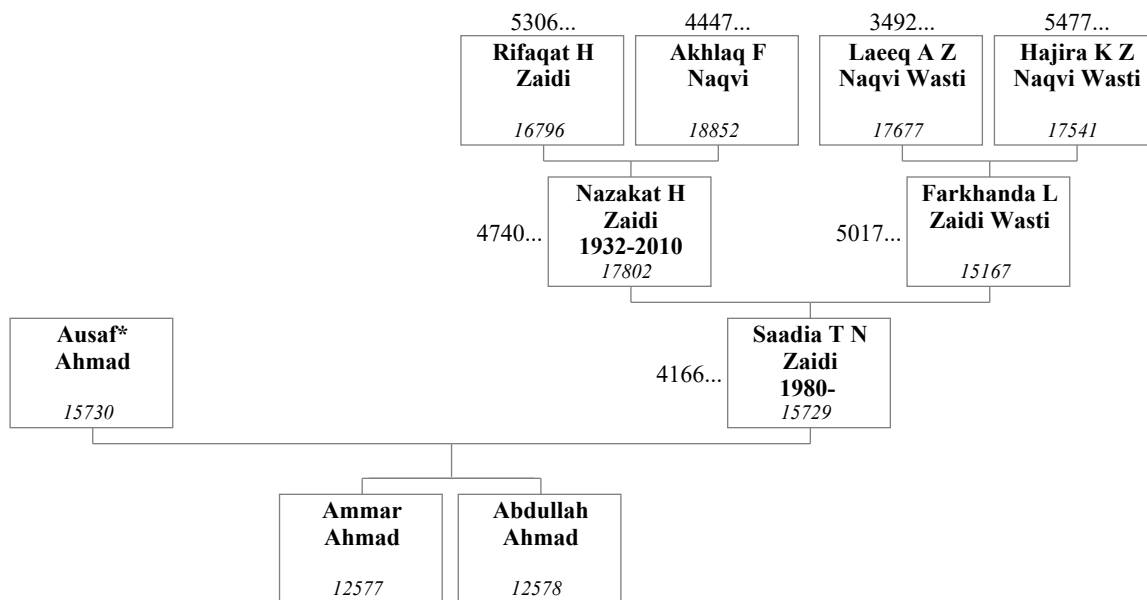 5306...
Rifaqat H
Zaidi
16796
4447...
Akhlaq F
Naqvi
18852
3492...
Laeeq A Z
Naqvi Wasti
17677
5477...
Hajira K Z
Naqvi Wasti
17541
4740...
Nazakat H
Zaidi
1932-2010
17802
5017...
Farkhanda L
Zaidi Wasti
15167
Ausaf*
Ahmad
15730
4166...
Saadia T N
Zaidi
1980-
15729
Ammar
Ahmad
12577
Abdullah
Ahmad
12578